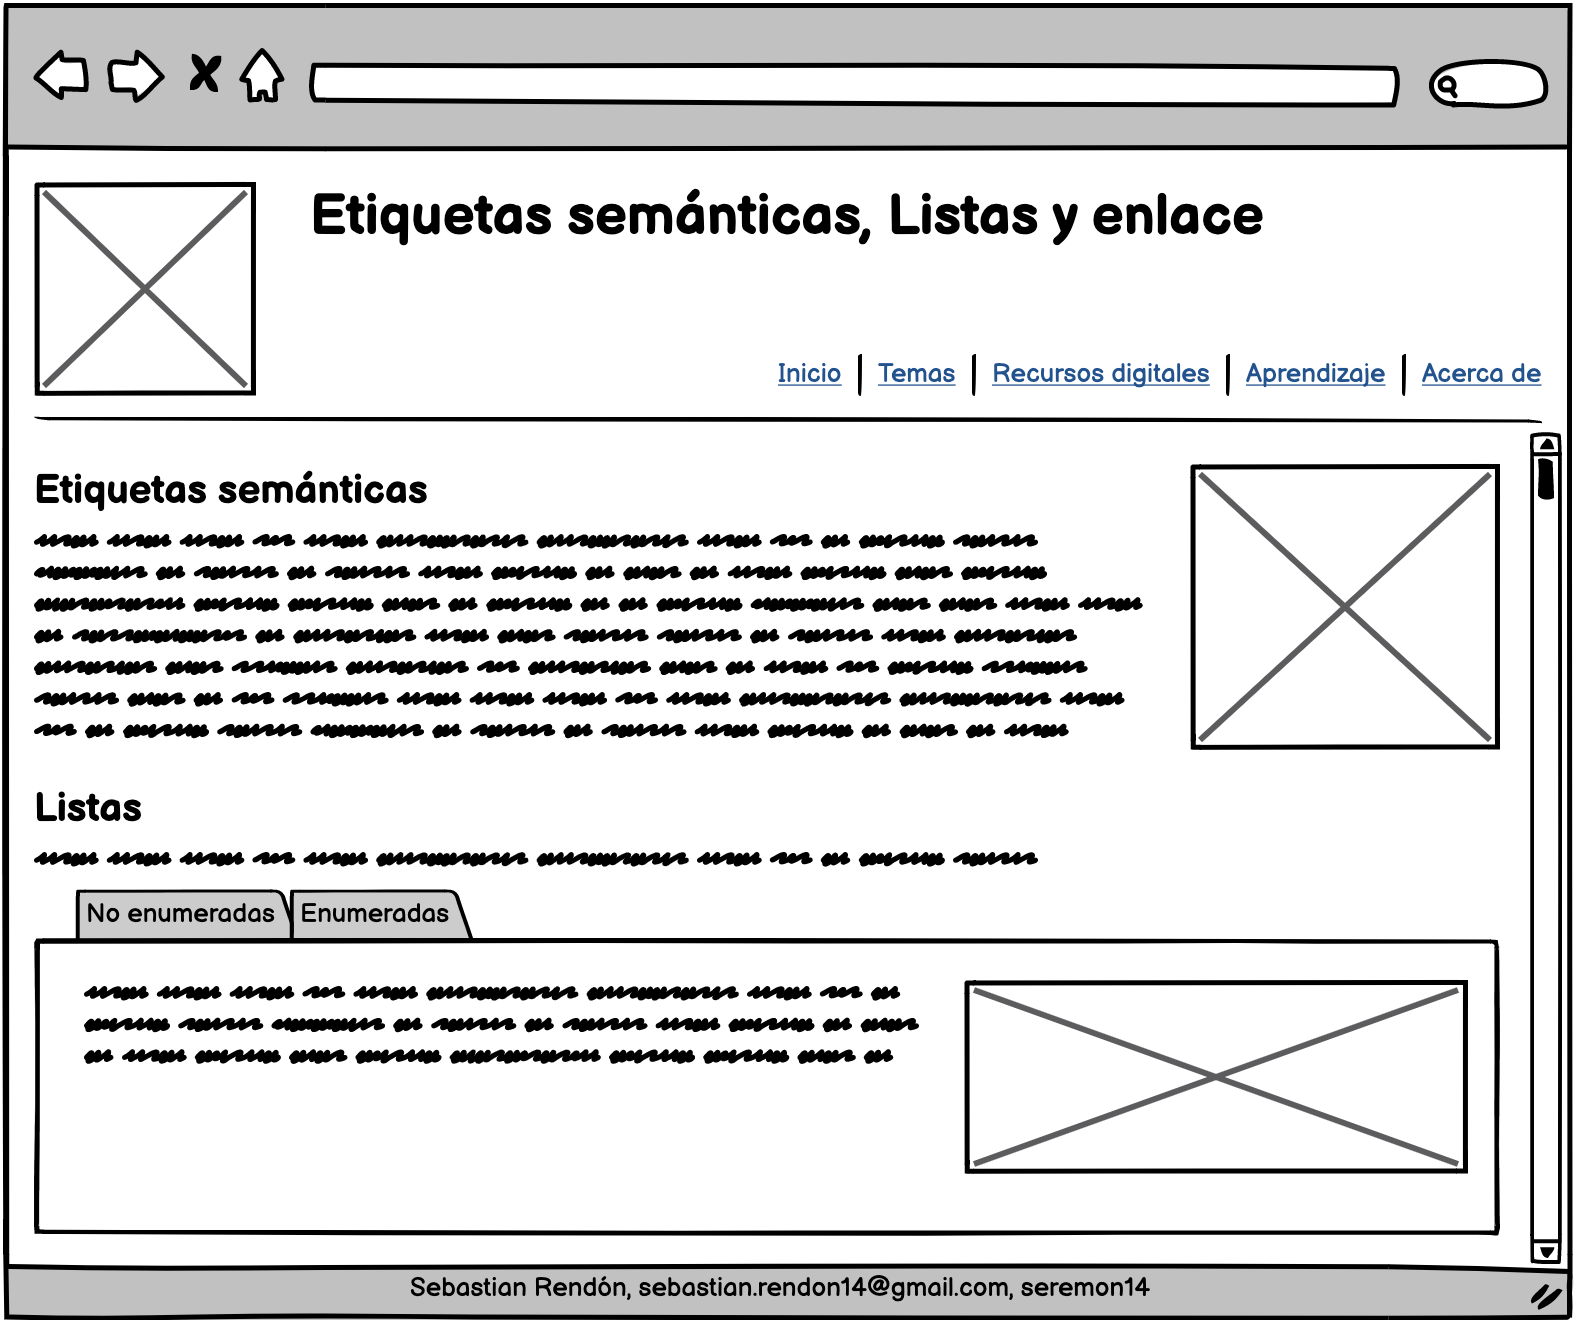 Etiquetas semánticas, Listas y enlace
Inicio | Temas | Recursos digitales | Aprendizaje | Acerca de
Etiquetas semánticas
Listas
No enumeradas Enumeradas
Sebastian Rendón, sebastian.rendon14@gmail.com, seremon14